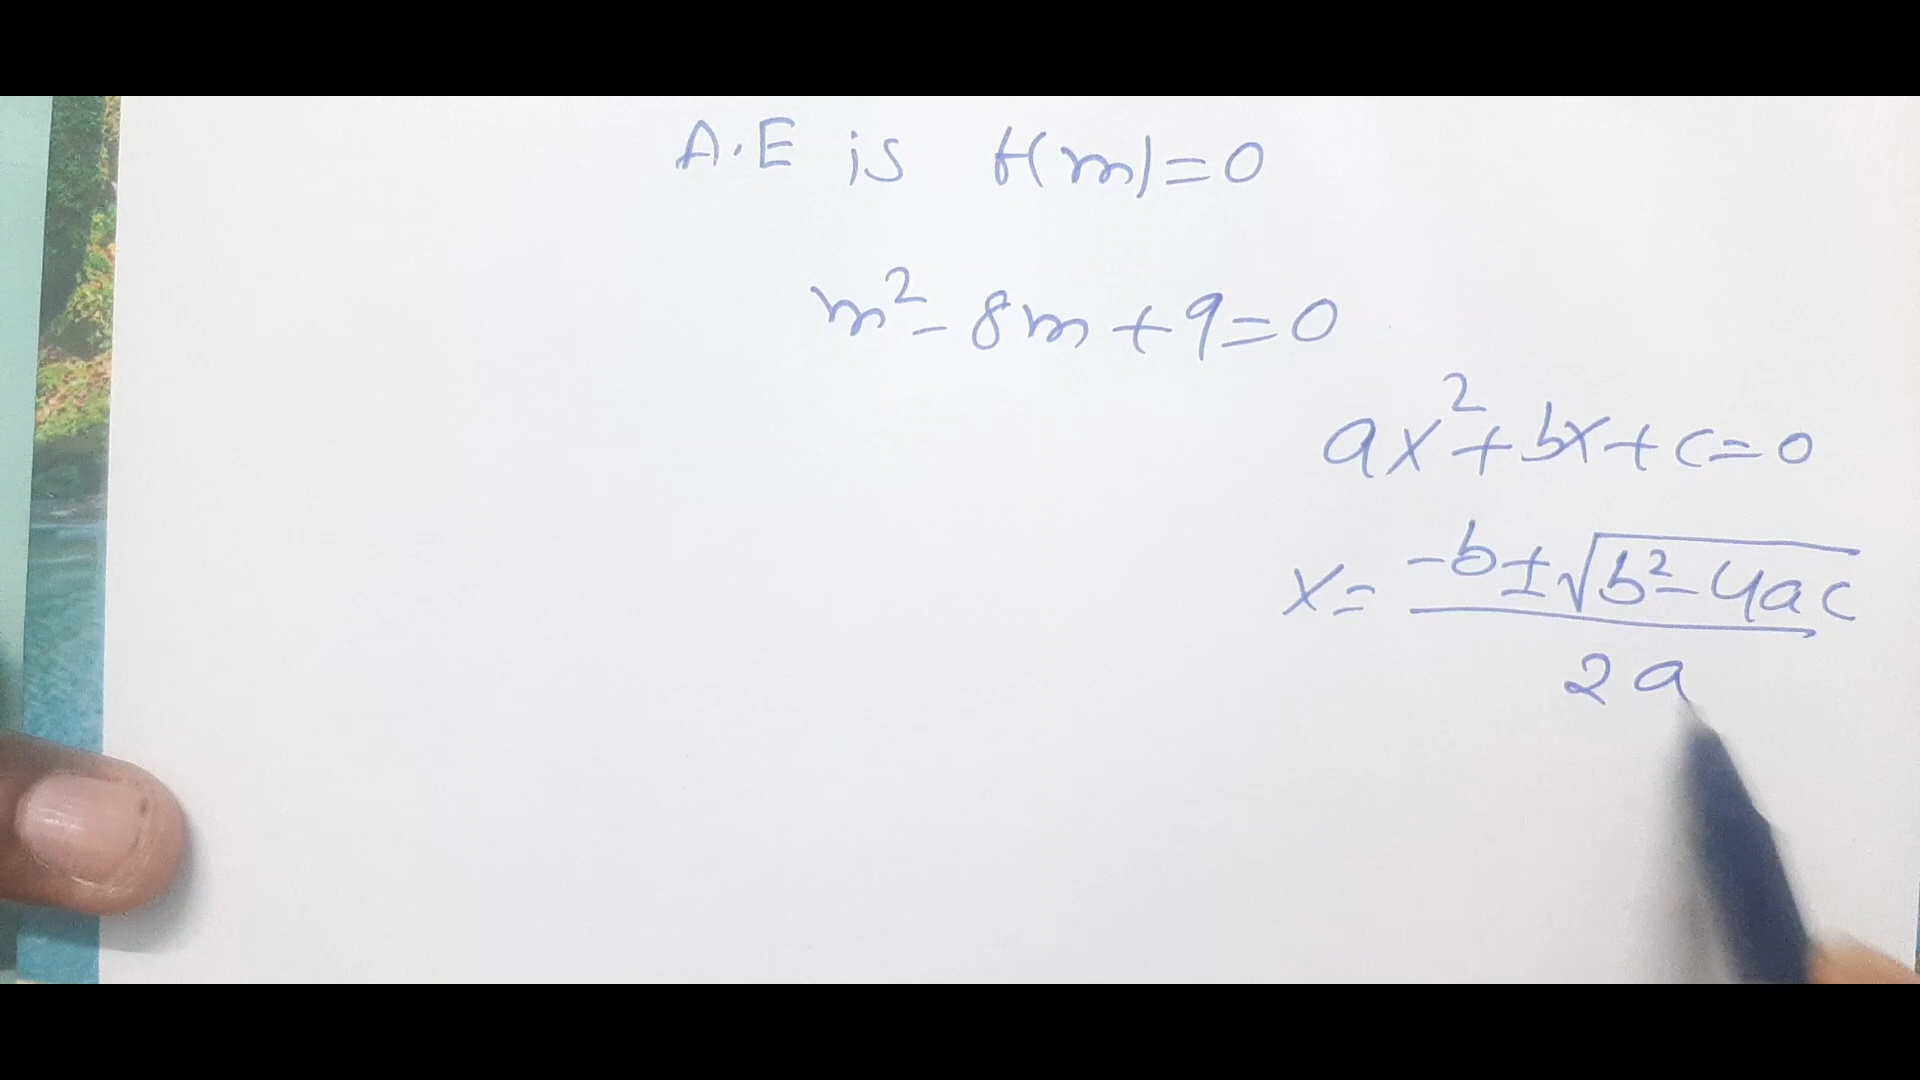 A.E is f(m)=0
m²-8m+9=0
ax²+bx+c=0
x= -b±√b²-4ac
2a